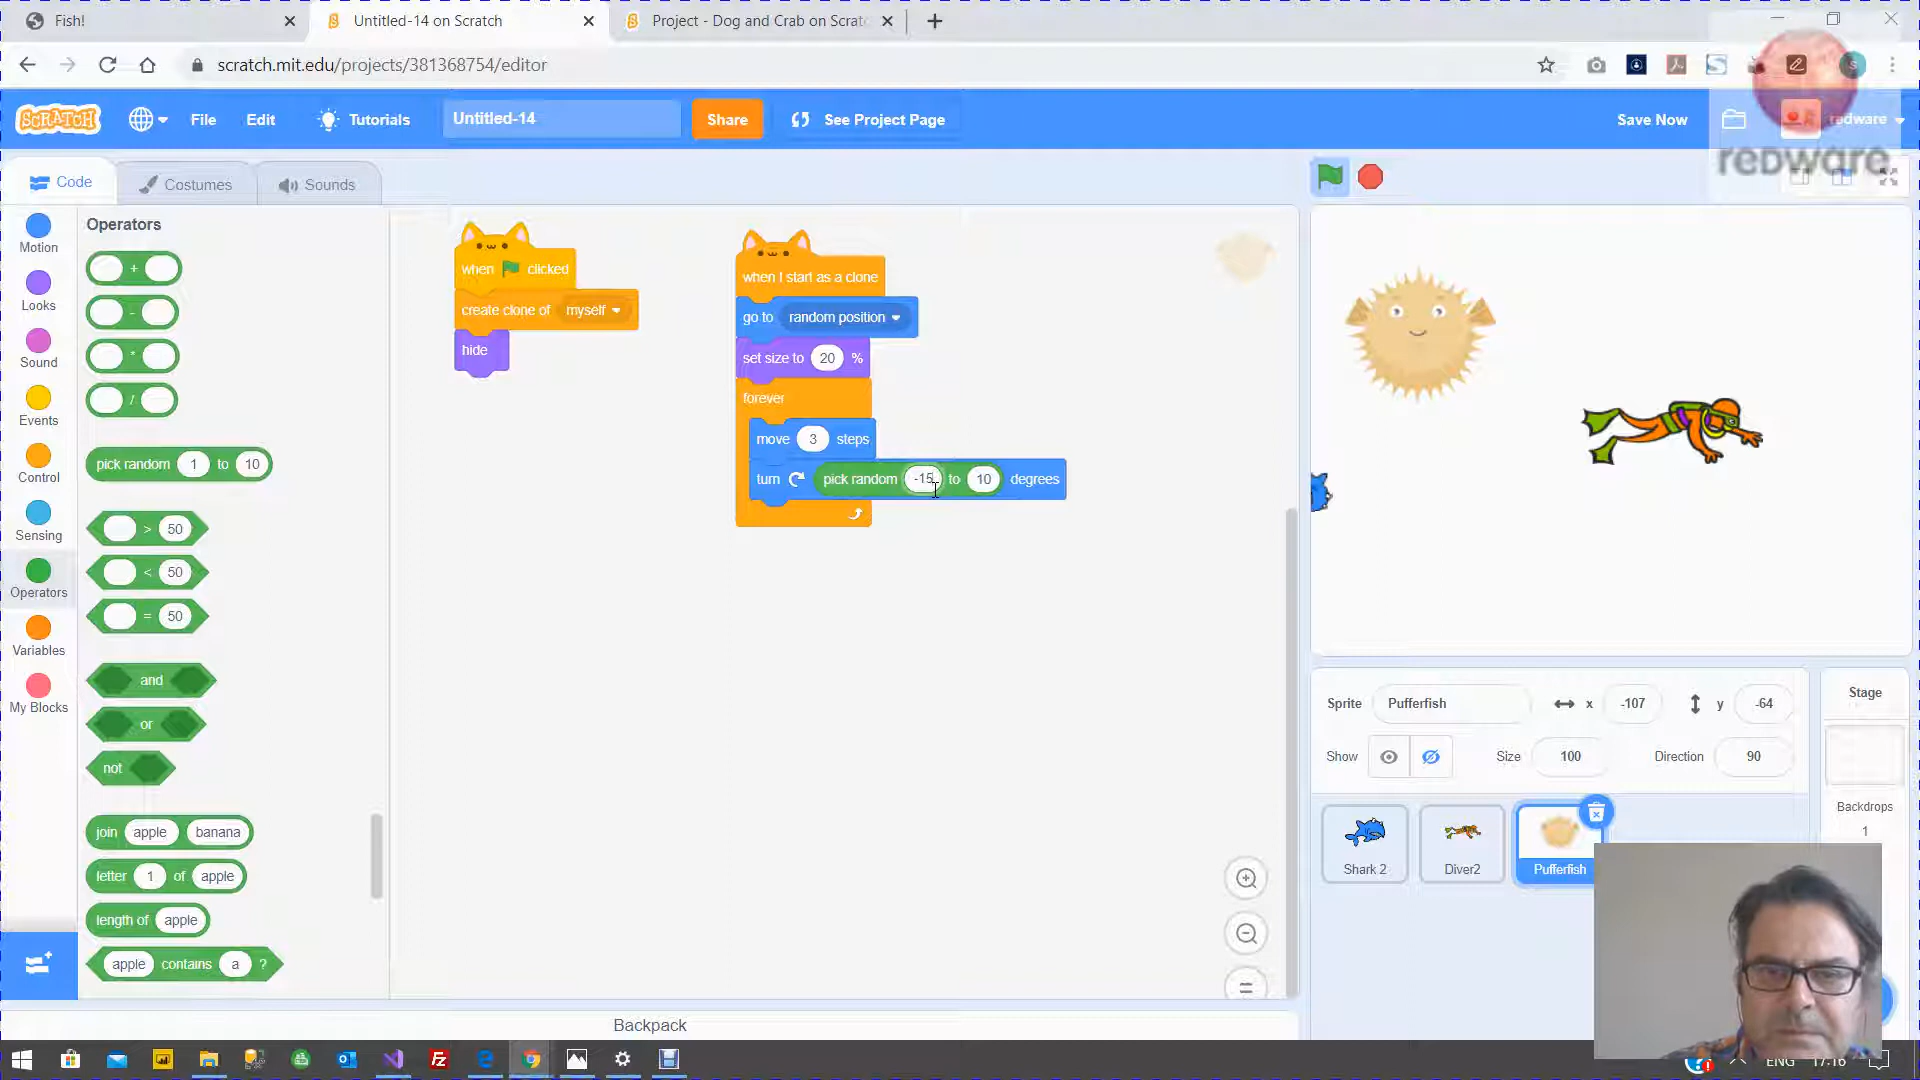 Fish!
Untitled-14 on Scratch
Project - Dog and Crab on Scratc
scratch.mit.edu/projects/381368754/editor
SCRATCH
File
Edit
Tutorials
Untitled-14
Share
See Project Page
Save Now
redware
redware
Code
Costumes
Sounds
Motion
Looks
Sound
Events
Control
Sensing
Operators
Variables
My Blocks
Operators
+
-
*
/
pick random 1 to 10
> 50
< 50
= 50
and
or
not
join apple banana
letter 1 of apple
length of apple
apple contains a ?
when clicked
create clone of myself
hide
when I start as a clone
go to random position
set size to 20 %
forever
move 3 steps
turn pick random -15 to 10 degrees
Sprite Pufferfish x -107 y -64
Show Size 100 Direction 90
Shark 2
Diver2
Pufferfish
Stage
Backdrops
1
Backpack
ENG 17:16